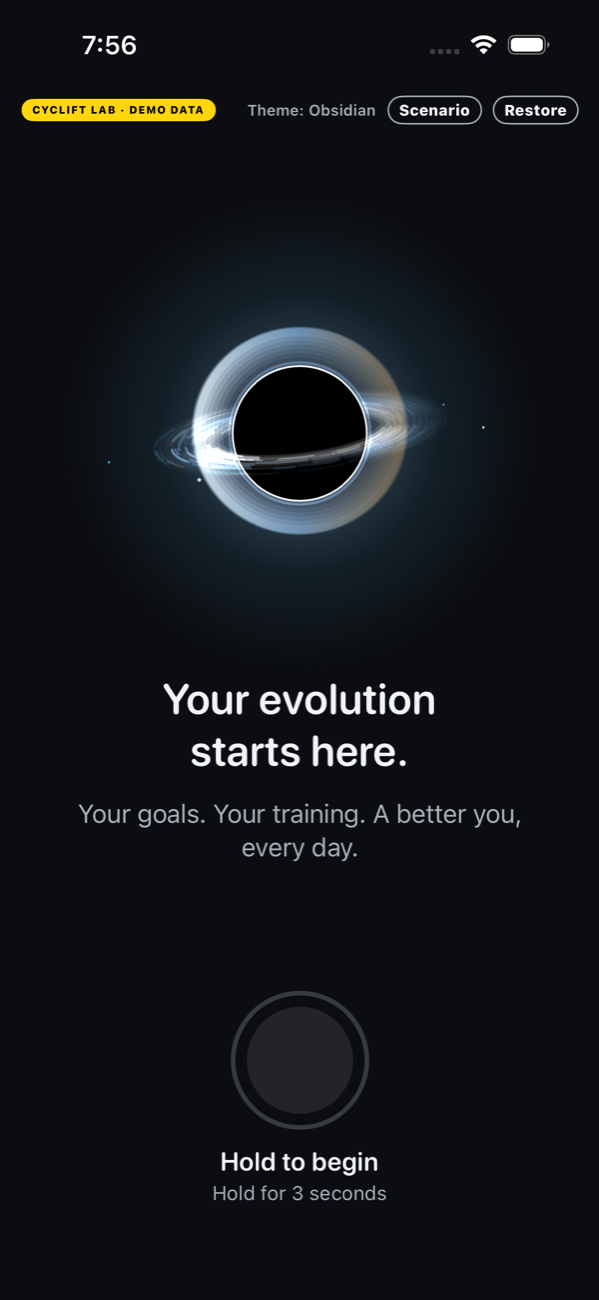 7:56
CYCLIFT LAB · DEMO DATA
Theme: Obsidian
Scenario
Restore
Your evolution
starts here.
Your goals. Your training. A better you,
every day.
Hold to begin
Hold for 3 seconds